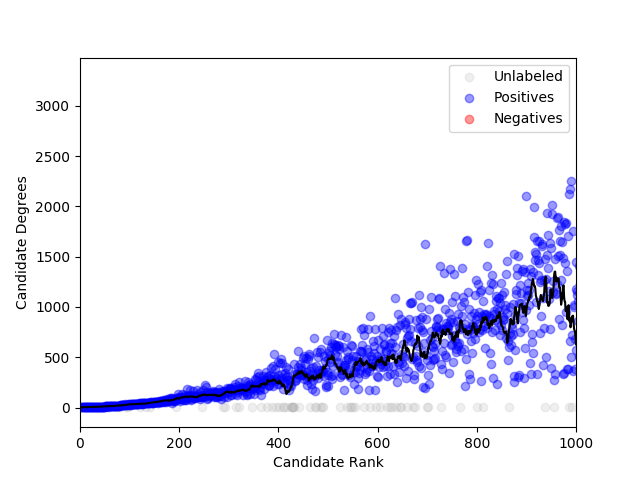 Unlabeled
Positives
Negatives
3000
2500
2000
1500
1000
500
0
Candidate Degrees
0 200 400 600 800 1000
Candidate Rank